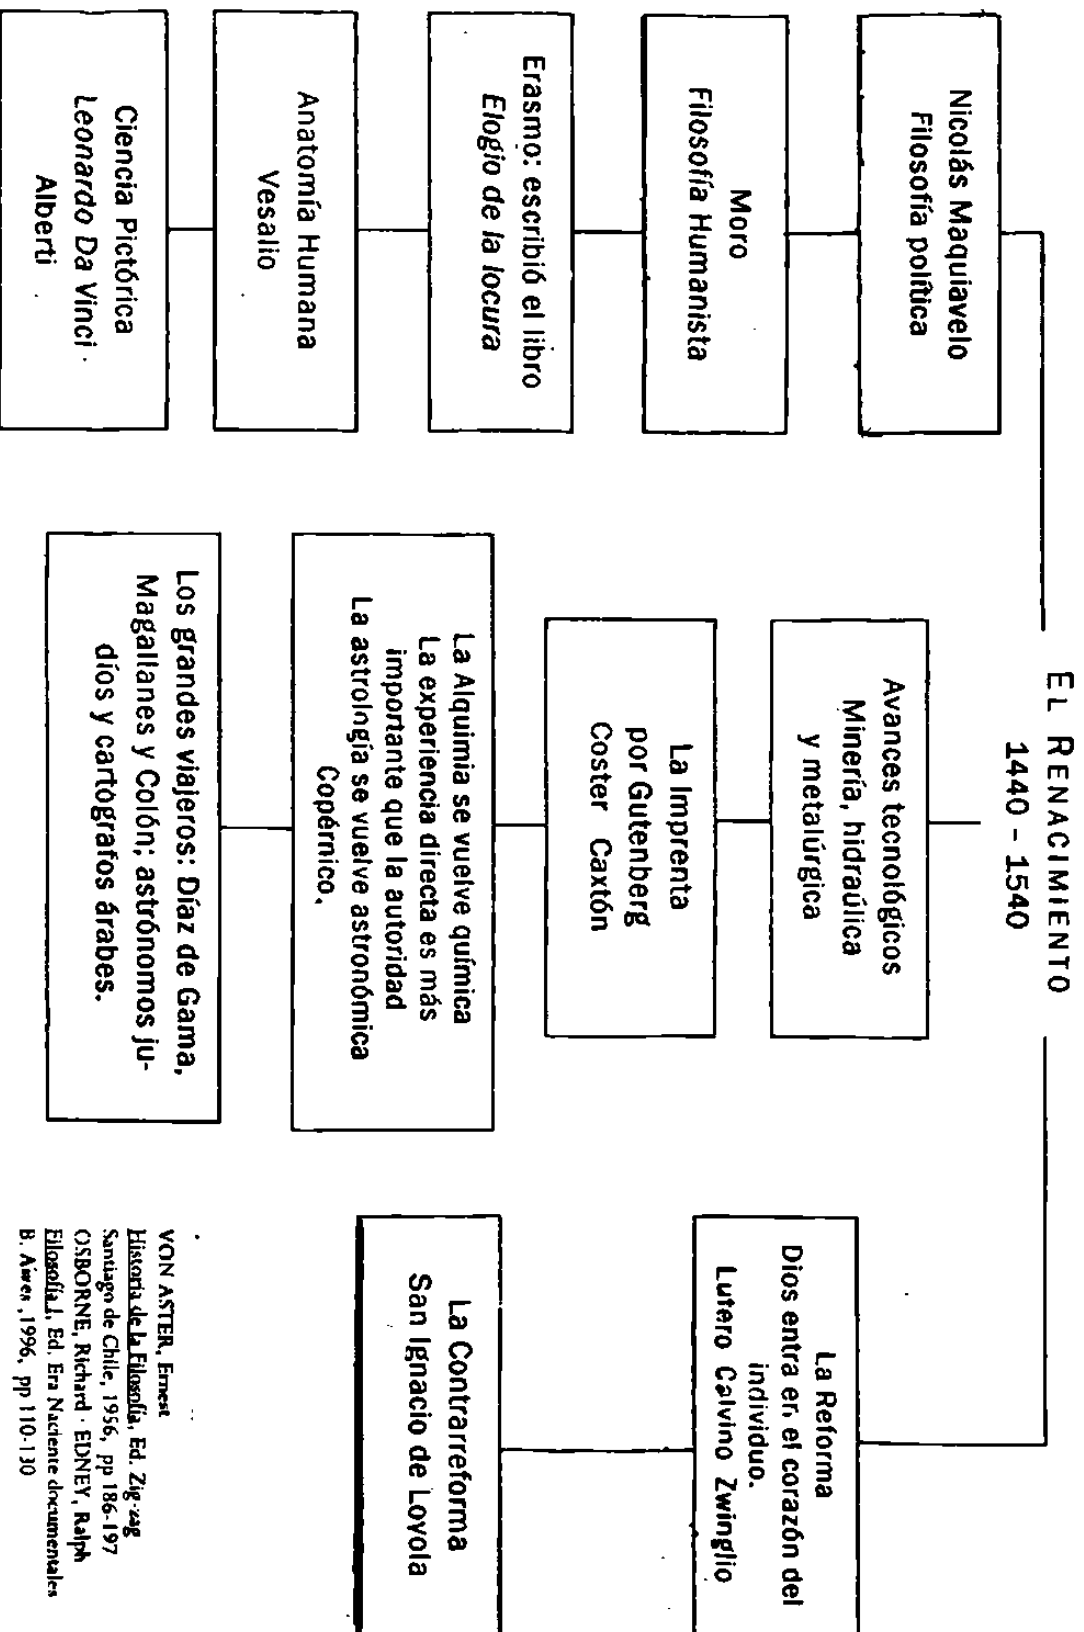 EL RENACIMIENTO
1440 - 1540
Nicolás Maquiavelo
Filosofía política
Moro
Filosofía Humanista
Erasmo: escribió el libro
Elogio de la locura
Anatomía Humana
Vesalio
Ciencia Pictórica
Leonardo Da Vinci
Alberti
Avances tecnológicos
Minería, hidraúlica
y metalúrgica
La Imprenta
por Gutenberg
Coster Caxtón
La Alquimia se vuelve química
La experiencia directa es más
importante que la autoridad
La astrología se vuelve astronómica
Copérnico.
Los grandes viajeros: Díaz de Gama,
Magallanes y Colón; astrónomos ju-
díos y cartógrafos árabes.
La Reforma
Dios entra en el corazón del
individuo.
Lutero Calvino Zwinglio
La Contrarreforma
San Ignacio de Loyola
VON ASTER, Ernest
Historia de la Filosofía, Ed. Zig-zag
Santiago de Chile, 1956, pp 186-197
OSBORNE, Richard - EDNEY, Ralph
Filosofía I, Ed. Era Naciente documentales
B. Aires, 1996, pp 110-130